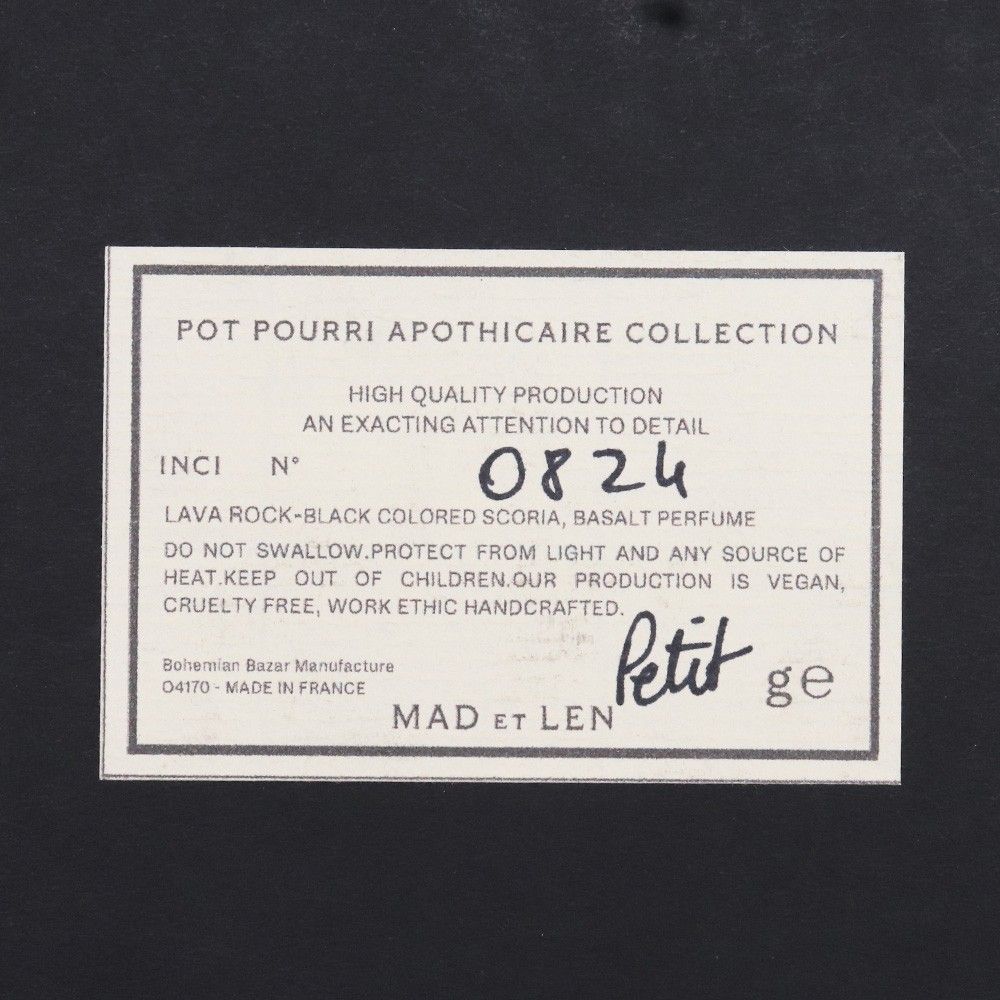 POT POURRI APOTHICAIRE COLLECTION
HIGH QUALITY PRODUCTION
AN EXACTING ATTENTION TO DETAIL
INCI N° 0824
LAVA ROCK-BLACK COLORED SCORIA, BASALT PERFUME
DO NOT SWALLOW.PROTECT FROM LIGHT AND ANY SOURCE OF
HEAT.KEEP OUT OF CHILDREN.OUR PRODUCTION IS VEGAN,
CRUELTY FREE, WORK ETHIC HANDCRAFTED.
Bohemian Bazar Manufacture
04170 - MADE IN FRANCE
Petit ge
MAD ET LEN